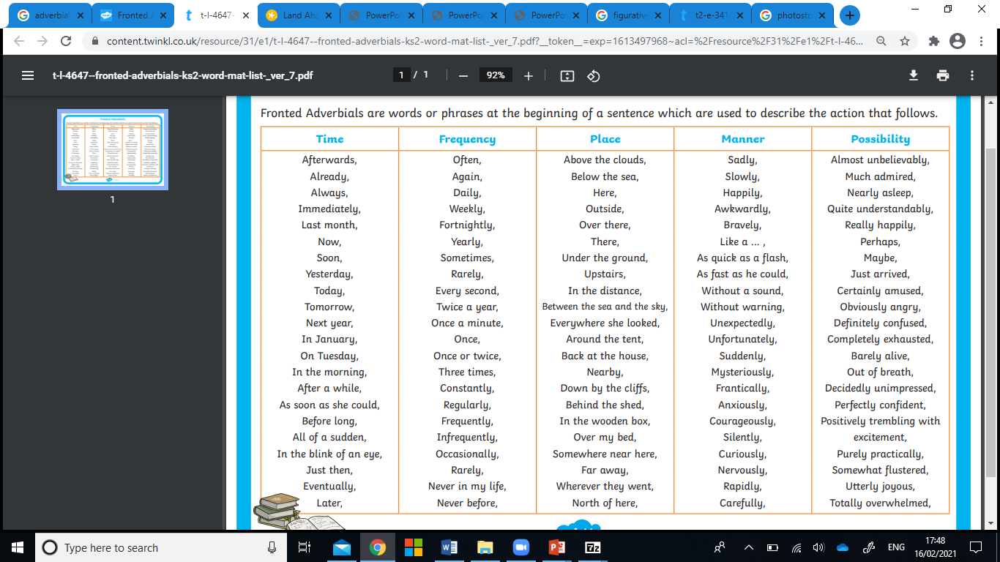 adverbial
Fronted A
t-l-4647-
Land Aho
PowerPoi
PowerPoi
PowerPo
figurative
t2-e-341
photosto
content.twinkl.co.uk/resource/31/e1/t-l-4647--fronted-adverbials-ks2-word-mat-list-_ver_7.pdf?__token__=exp=1613497968~acl=%2Fresource%2F31%2Fe1%2Ft-l-46...
t-l-4647--fronted-adverbials-ks2-word-mat-list-_ver_7.pdf
1 / 1
92%
1
Fronted Adverbials are words or phrases at the beginning of a sentence which are used to describe the action that follows.
Time Frequency Place Manner Possibility
Afterwards, Often, Above the clouds, Sadly, Almost unbelievably,
Already, Again, Below the sea, Slowly, Much admired,
Always, Daily, Here, Happily, Nearly asleep,
Immediately, Weekly, Outside, Awkwardly, Quite understandably,
Last month, Fortnightly, Over there, Bravely, Really happily,
Now, Yearly, There, Like a ... , Perhaps,
Soon, Sometimes, Under the ground, As quick as a flash, Maybe,
Yesterday, Rarely, Upstairs, As fast as he could, Just arrived,
Today, Every second, In the distance, Without a sound, Certainly amused,
Tomorrow, Twice a year, Between the sea and the sky, Without warning, Obviously angry,
Next year, Once a minute, Everywhere she looked, Unexpectedly, Definitely confused,
In January, Once, Around the tent, Unfortunately, Completely exhausted,
On Tuesday, Once or twice, Back at the house, Suddenly, Barely alive,
In the morning, Three times, Nearby, Mysteriously, Out of breath,
After a while, Constantly, Down by the cliffs, Frantically, Decidedly unimpressed,
As soon as she could, Regularly, Behind the shed, Anxiously, Perfectly confident,
Before long, Frequently, In the wooden box, Courageously, Positively trembling with
All of a sudden, Infrequently, Over my bed, Silently, excitement,
In the blink of an eye, Occasionally, Somewhere near here, Curiously, Purely practically,
Just then, Rarely, Far away, Nervously, Somewhat flustered,
Eventually, Never in my life, Wherever they went, Rapidly, Utterly joyous,
Later, Never before, North of here, Carefully, Totally overwhelmed,
Type here to search
ENG
17:48
16/02/2021